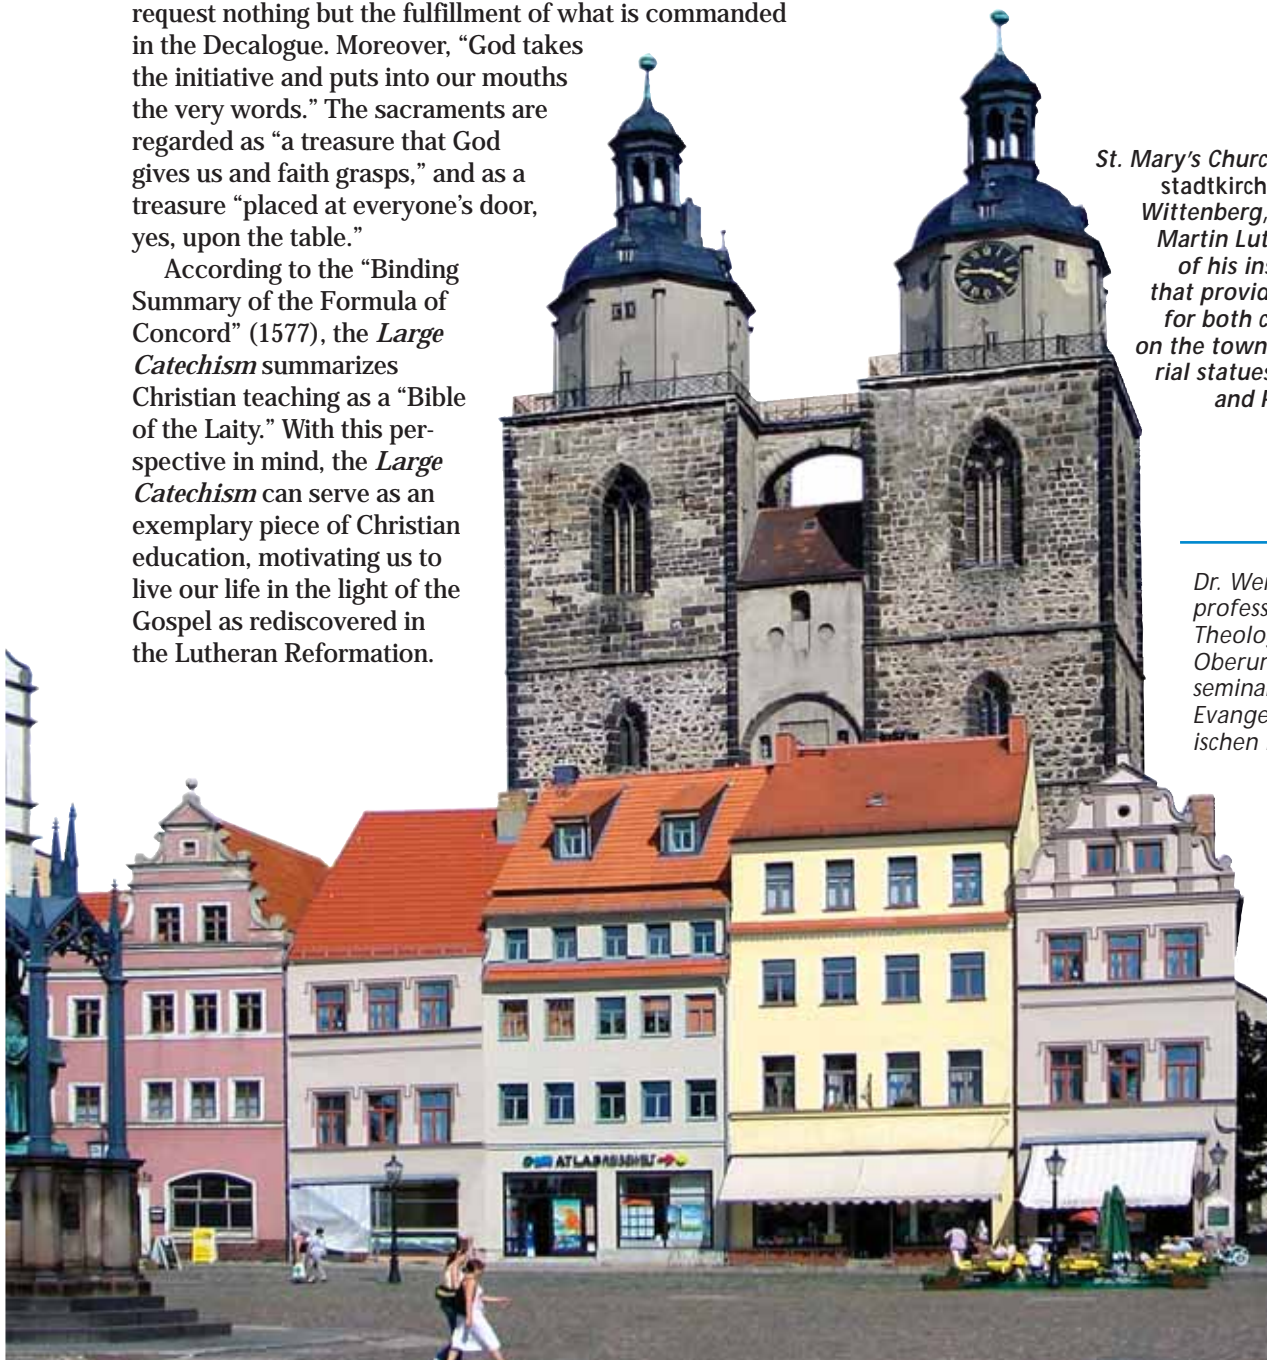 request nothing but the fulfillment of what is commanded
in the Decalogue. Moreover, “God takes
the initiative and puts into our mouths
the very words.” The sacraments are
regarded as “a treasure that God
gives us and faith grasps,” and as a
treasure “placed at everyone’s door,
yes, upon the table.”
According to the “Binding
Summary of the Formula of
Concord” (1577), the Large
Catechism summarizes
Christian teaching as a “Bible
of the Laity.” With this per-
spective in mind, the Large
Catechism can serve as an
exemplary piece of Christian
education, motivating us to
live our life in the light of the
Gospel as rediscovered in
the Lutheran Reformation.
St. Mary’s Churc
stadtkirch
Wittenberg,
Martin Lut
of his ins
that provid
for both c
on the town
rial statues
and
Dr. Wer
profess
Theolo
Oberur
semina
Evange
ischen
ATLAS